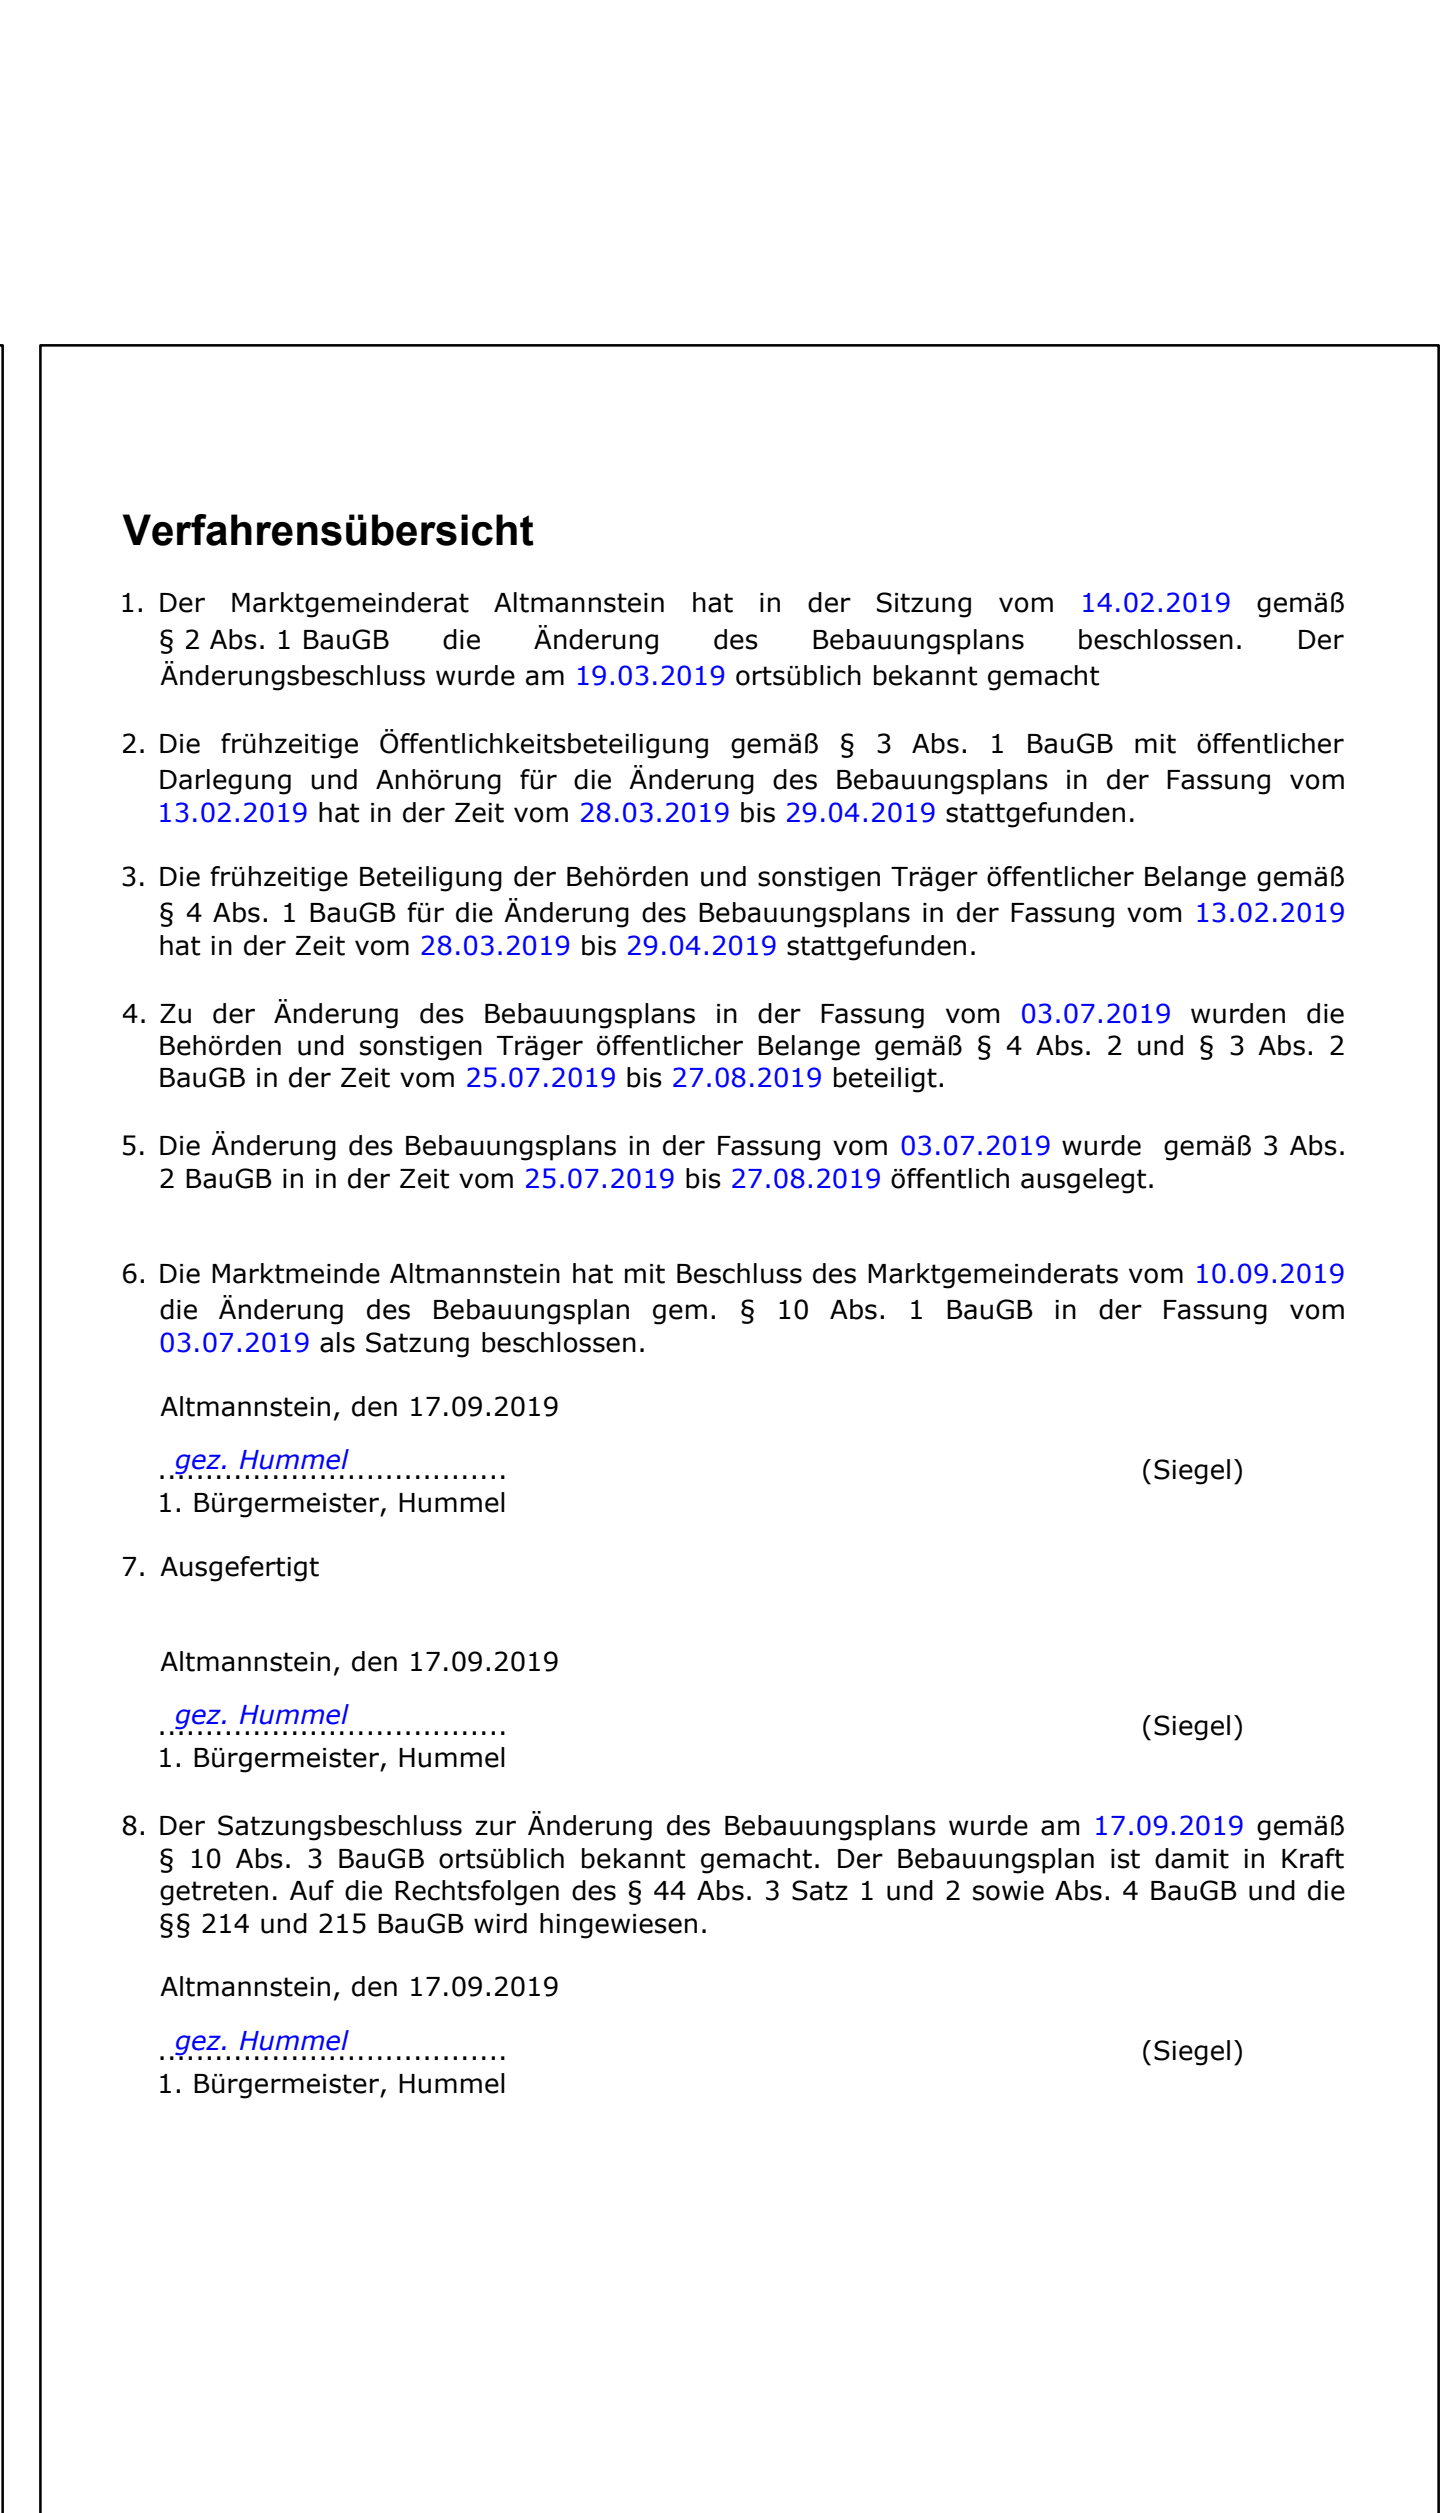 Verfahrensübersicht
1. Der Marktgemeinderat Altmannstein hat in der Sitzung vom 14.02.2019 gemäß
§ 2 Abs. 1 BauGB die Änderung des Bebauungsplans beschlossen. Der
Änderungsbeschluss wurde am 19.03.2019 ortsüblich bekannt gemacht
2. Die frühzeitige Öffentlichkeitsbeteiligung gemäß § 3 Abs. 1 BauGB mit öffentlicher
Darlegung und Anhörung für die Änderung des Bebauungsplans in der Fassung vom
13.02.2019 hat in der Zeit vom 28.03.2019 bis 29.04.2019 stattgefunden.
3. Die frühzeitige Beteiligung der Behörden und sonstigen Träger öffentlicher Belange gemäß
§ 4 Abs. 1 BauGB für die Änderung des Bebauungsplans in der Fassung vom 13.02.2019
hat in der Zeit vom 28.03.2019 bis 29.04.2019 stattgefunden.
4. Zu der Änderung des Bebauungsplans in der Fassung vom 03.07.2019 wurden die
Behörden und sonstigen Träger öffentlicher Belange gemäß § 4 Abs. 2 und § 3 Abs. 2
BauGB in der Zeit vom 25.07.2019 bis 27.08.2019 beteiligt.
5. Die Änderung des Bebauungsplans in der Fassung vom 03.07.2019 wurde gemäß 3 Abs.
2 BauGB in in der Zeit vom 25.07.2019 bis 27.08.2019 öffentlich ausgelegt.
6. Die Marktmeinde Altmannstein hat mit Beschluss des Marktgemeinderats vom 10.09.2019
die Änderung des Bebauungsplan gem. § 10 Abs. 1 BauGB in der Fassung vom
03.07.2019 als Satzung beschlossen.
Altmannstein, den 17.09.2019
gez. Hummel
..................................... (Siegel)
1. Bürgermeister, Hummel
7. Ausgefertigt
Altmannstein, den 17.09.2019
gez. Hummel
..................................... (Siegel)
1. Bürgermeister, Hummel
8. Der Satzungsbeschluss zur Änderung des Bebauungsplans wurde am 17.09.2019 gemäß
§ 10 Abs. 3 BauGB ortsüblich bekannt gemacht. Der Bebauungsplan ist damit in Kraft
getreten. Auf die Rechtsfolgen des § 44 Abs. 3 Satz 1 und 2 sowie Abs. 4 BauGB und die
§§ 214 und 215 BauGB wird hingewiesen.
Altmannstein, den 17.09.2019
gez. Hummel
..................................... (Siegel)
1. Bürgermeister, Hummel